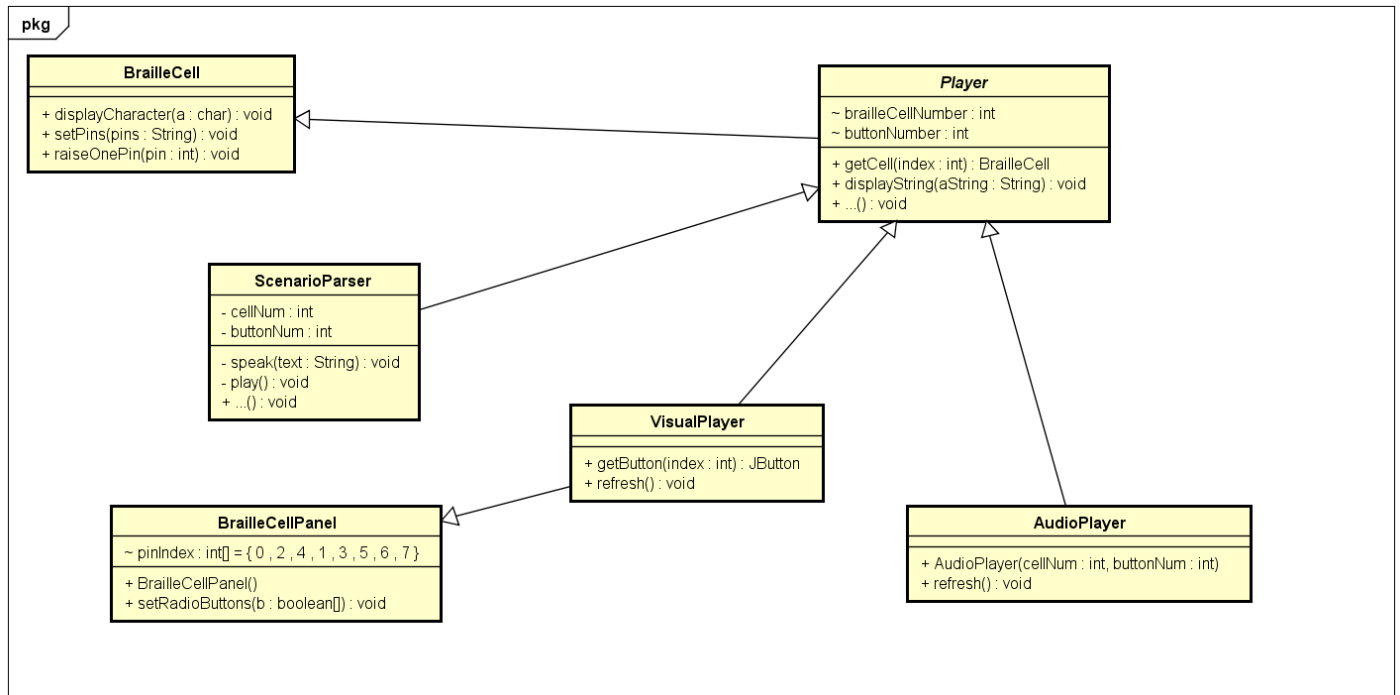 pkg
BrailleCell
+ displayCharacter(a : char) : void
+ setPins(pins : String) : void
+ raiseOnePin(pin : int) : void
Player
~ brailleCellNumber : int
~ buttonNumber : int
+ getCell(index : int) : BrailleCell
+ displayString(aString : String) : void
+ ...() : void
ScenarioParser
- cellNum : int
- buttonNum : int
- speak(text : String) : void
- play() : void
+ ...() : void
VisualPlayer
+ getButton(index : int) : JButton
+ refresh() : void
BrailleCellPanel
~ pinIndex : int[] = { 0 , 2 , 4 , 1 , 3 , 5 , 6 , 7 }
+ BrailleCellPanel()
+ setRadioButtons(b : boolean[]) : void
AudioPlayer
+ AudioPlayer(cellNum : int, buttonNum : int)
+ refresh() : void